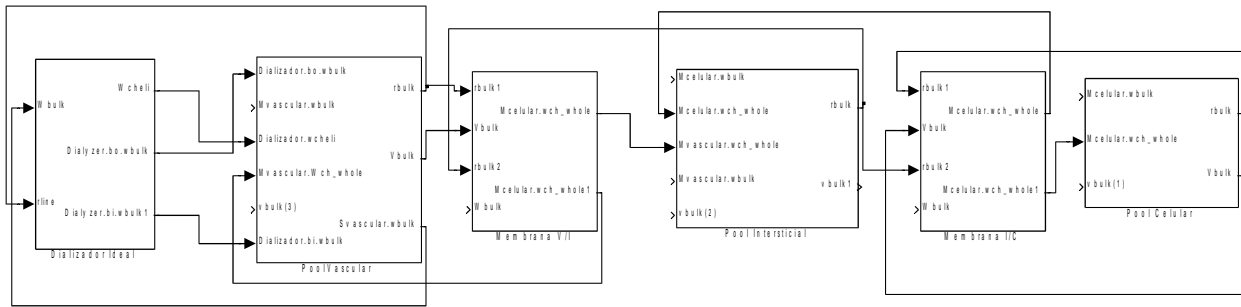 W bulk
rline
W cheli
Dialyzer.bo.wbulk
Dialyzer.bi.wbulk1
Dializador Ideal
Dializador.bo.wbulk
Mvascular.wbulk
Dializador.wcheli
Mvascular.W ch_whole
vbulk(3)
Dializador.bi.wbulk
rbulk
Vbulk
Svascular.wbulk
Pool Vascular
rbulk1
Vbulk
rbulk2
W bulk
Mcelular.wch_whole
Mcelular.wch_whole1
Membrana V/I
Mcelular.wbulk
Mcelular.wch_whole
Mvascular.wch_whole
Mvascular.wbulk
vbulk(2)
rbulk
vbulk1
Pool Intersticial
rbulk1
Vbulk
rbulk2
W bulk
Mcelular.wch_whole
Mcelular.wch_whole1
Membrana I/C
Mcelular.wbulk
Mcelular.wch_whole
vbulk(1)
rbulk
Vbulk
Pool Celular